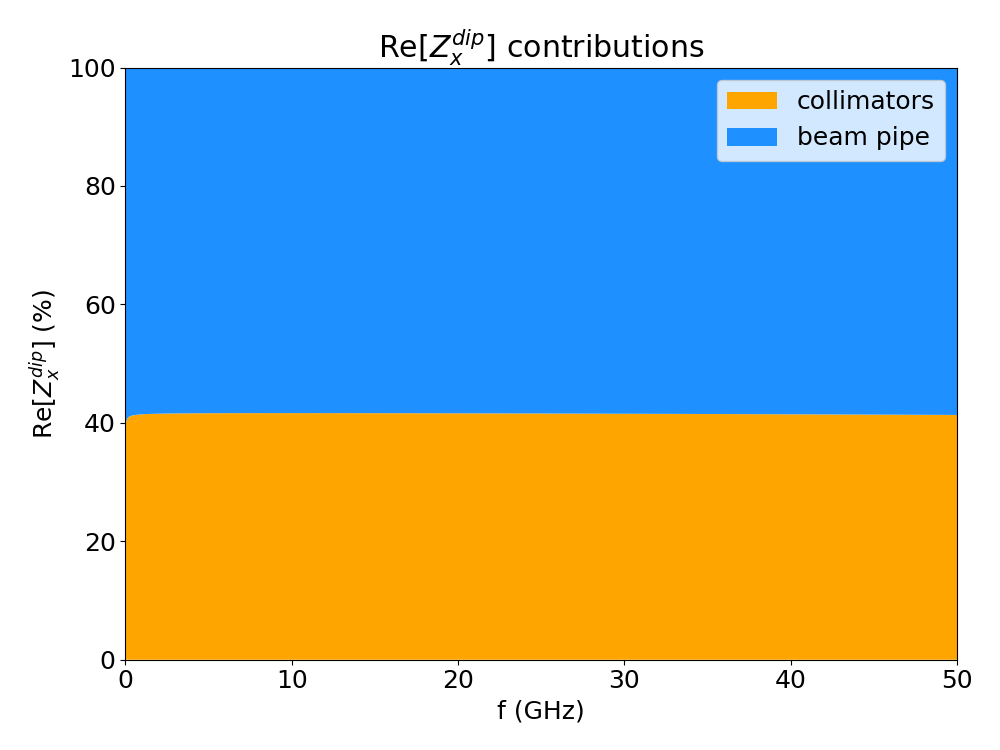 Re[$Z_x^{dip}$] contributions
100
80
60
40
20
0
Re[$Z_x^{dip}$] (%)
collimators
beam pipe
0 10 20 30 40 50
f (GHz)